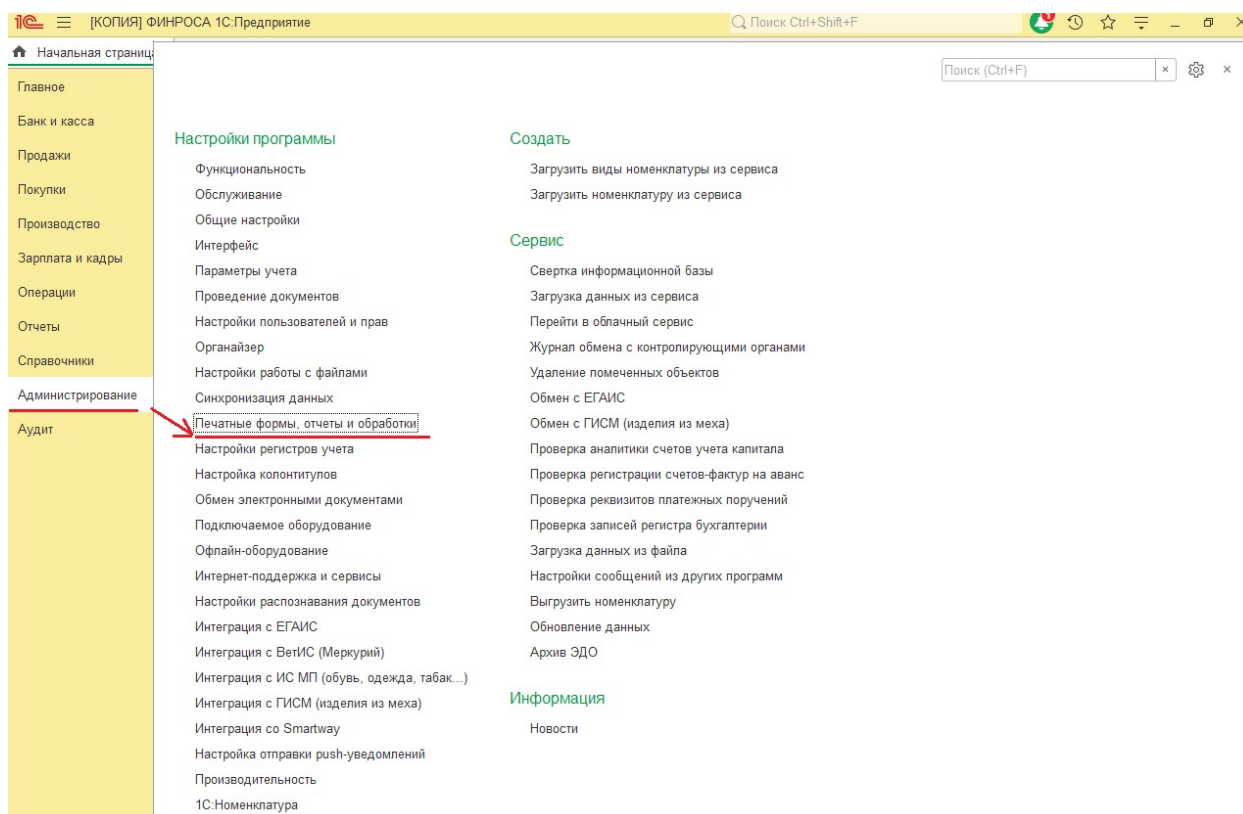 1С [КОПИЯ] ФИНРОСА 1С:Предприятие Поиск Ctrl+Shift+F
Начальная страниц
Поиск (Ctrl+F)
Главное
Банк и касса
Продажи
Покупки
Производство
Зарплата и кадры
Операции
Отчеты
Справочники
Администрирование
Аудит
Настройки программы
Функциональность
Обслуживание
Общие настройки
Интерфейс
Параметры учета
Проведение документов
Настройки пользователей и прав
Органайзер
Настройки работы с файлами
Синхронизация данных
Печатные формы, отчеты и обработки
Настройки регистров учета
Настройка колонтитулов
Обмен электронными документами
Подключаемое оборудование
Офлайн-оборудование
Интернет-поддержка и сервисы
Настройки распознавания документов
Интеграция с ЕГАИС
Интеграция с ВетИС (Меркурий)
Интеграция с ИС МП (обувь, одежда, табак...)
Интеграция с ГИСМ (изделия из меха)
Интеграция со Smartway
Настройка отправки push-уведомлений
Производительность
1С:Номенклатура
Создать
Загрузить виды номенклатуры из сервиса
Загрузить номенклатуру из сервиса
Сервис
Свертка информационной базы
Загрузка данных из сервиса
Перейти в облачный сервис
Журнал обмена с контролирующими органами
Удаление помеченных объектов
Обмен с ЕГАИС
Обмен с ГИСМ (изделия из меха)
Проверка аналитики счетов учета капитала
Проверка регистрации счетов-фактур на аванс
Проверка реквизитов платежных поручений
Проверка записей регистра бухгалтерии
Загрузка данных из файла
Настройки сообщений из других программ
Выгрузить номенклатуру
Обновление данных
Архив ЭДО
Информация
Новости